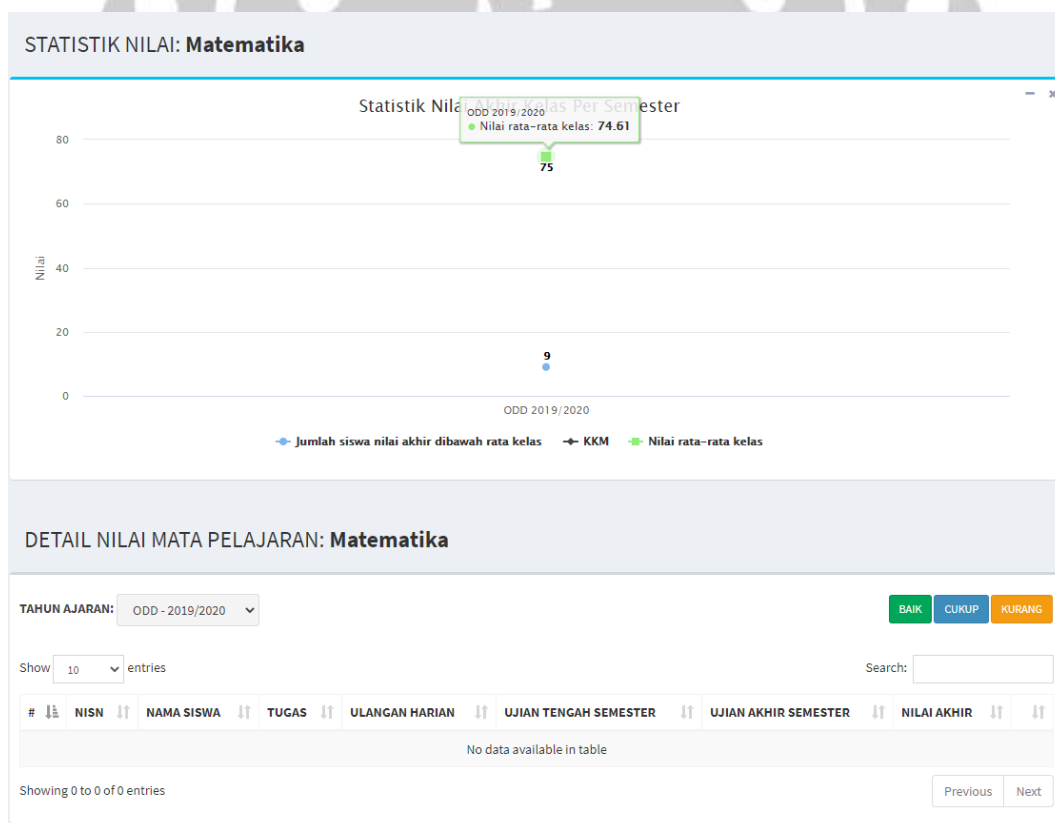 STATISTIK NILAI: Matematika
Statistik Nilai Akhir Kelas Per Semester
ODD 2019/2020
Nilai rata-rata kelas: 74.61
80
75
60
Nilai
40
20
9
0
ODD 2019/2020
Jumlah siswa nilai akhir dibawah rata kelas KKM Nilai rata-rata kelas
DETAIL NILAI MATA PELAJARAN: Matematika
TAHUN AJARAN: ODD - 2019/2020 BAIK CUKUP KURANG
Show 10 entries Search:
# NISN NAMA SISWA TUGAS ULANGAN HARIAN UJIAN TENGAH SEMESTER UJIAN AKHIR SEMESTER NILAI AKHIR
No data available in table
Showing 0 to 0 of 0 entries Previous Next